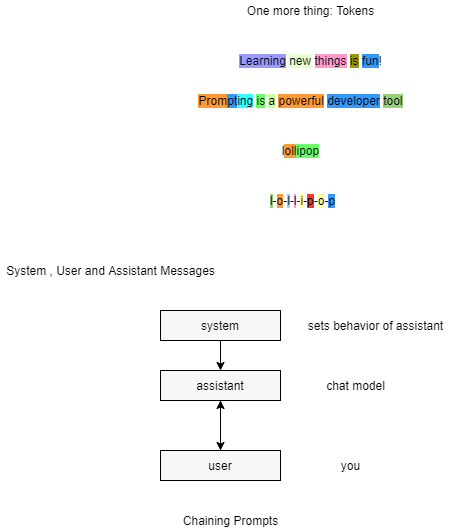 One more thing: Tokens
Learning new things is fun!
Prompting is a powerful developer tool
lollipop
l-o-l-l-i-p-o-p
System , User and Assistant Messages
system
sets behavior of assistant
assistant
chat model
user
you
Chaining Prompts